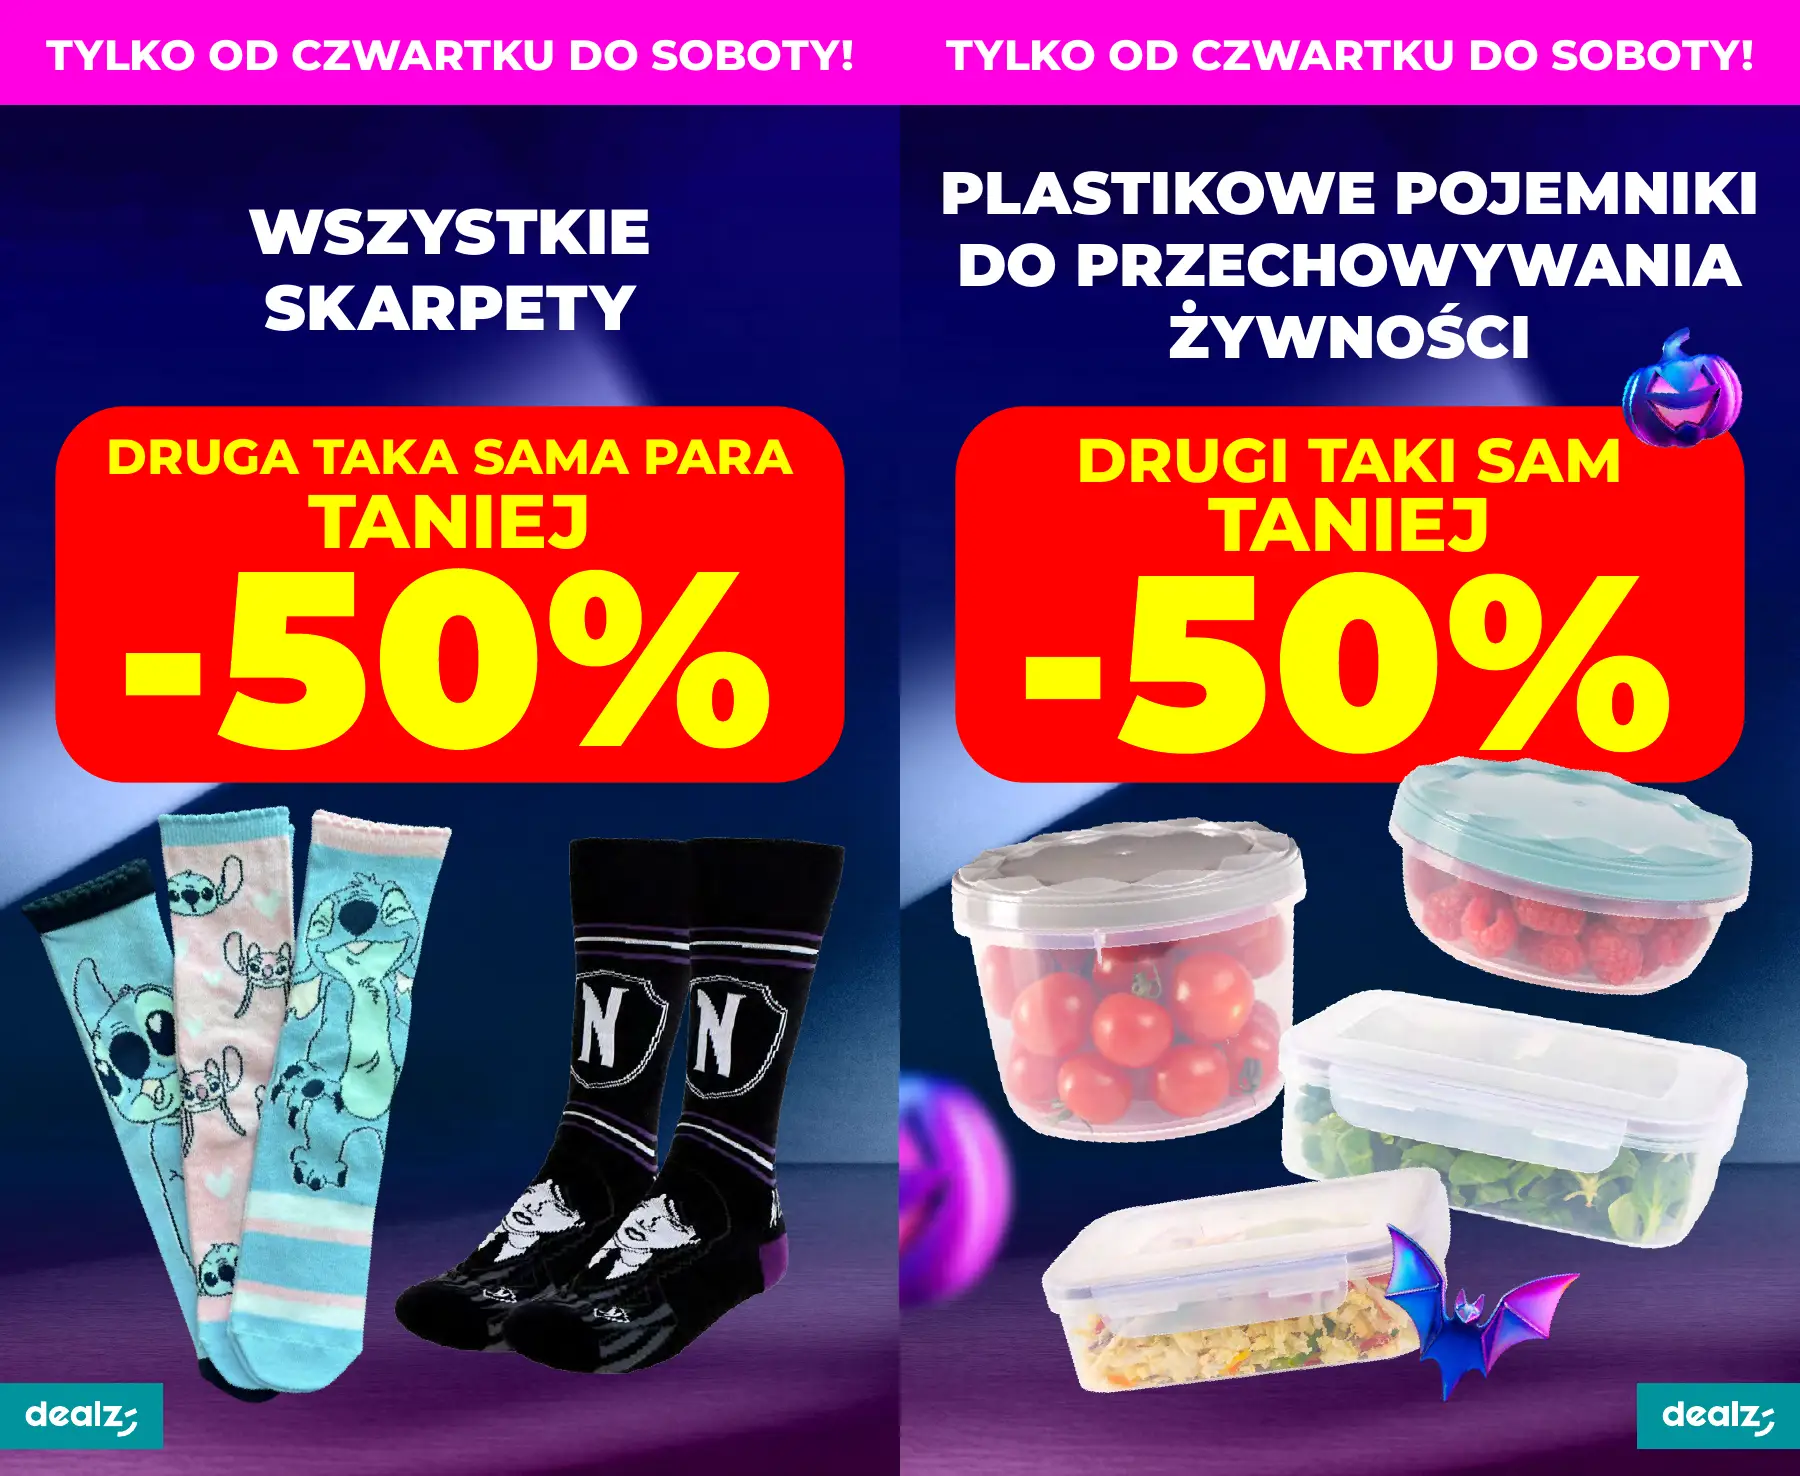 TYLKO OD CZWARTKU DO SOBOTY!
WSZYSTKIE
SKARPETY
DRUGA TAKA SAMA PARA
TANIEJ
-50%
N
N
dealz
TYLKO OD CZWARTKU DO SOBOTY!
PLASTIKOWE POJEMNIKI
DO PRZECHOWYWANIA
ŻYWNOŚCI
DRUGI TAKI SAM
TANIEJ
-50%
dealz